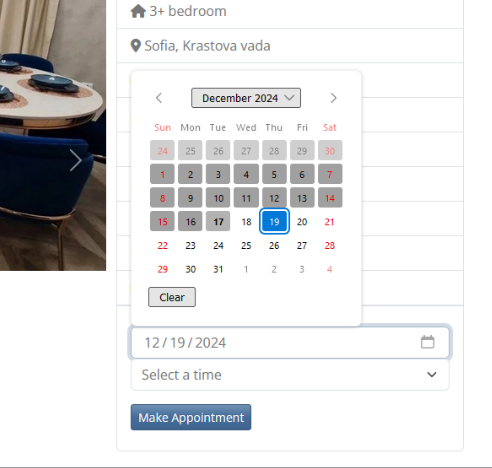 3+ bedroom
Sofia, Krastova vada
December 2024
Sun Mon Tue Wed Thu Fri Sat
24 25 26 27 28 29 30
1 2 3 4 5 6 7
8 9 10 11 12 13 14
15 16 17 18 19 20 21
22 23 24 25 26 27 28
29 30 31 1 2 3 4
Clear
12/19/2024
Select a time
Make Appointment